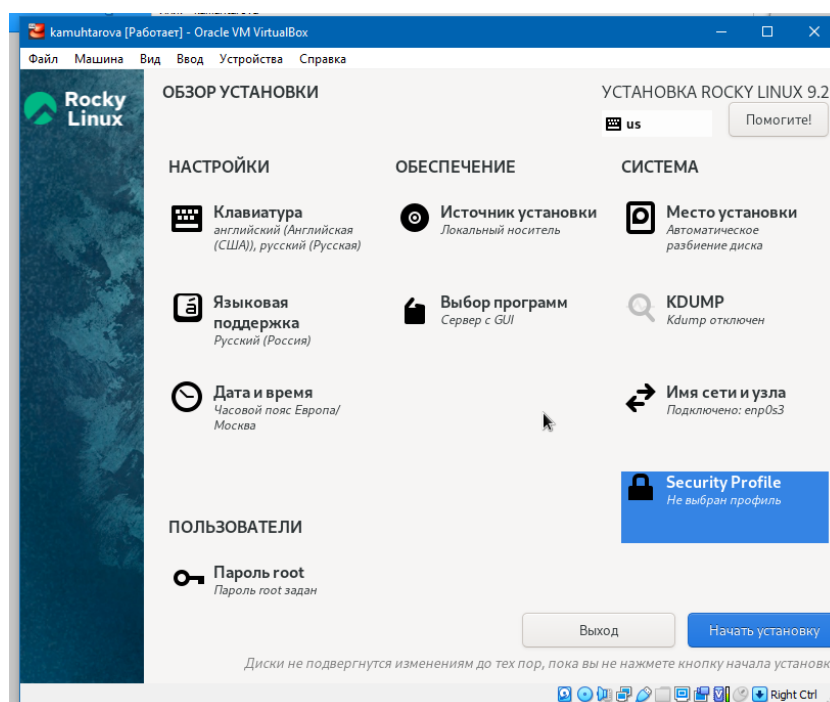 kamuhtarova [Работает] - Oracle VM VirtualBox
Файл Машина Вид Ввод Устройства Справка
Rocky
Linux
ОБЗОР УСТАНОВКИ
УСТАНОВКА ROCKY LINUX 9.2
us
Помогите!
НАСТРОЙКИ
Клавиатура
английский (Английская
(США)), русский (Русская)
Языковая
поддержка
Русский (Россия)
Дата и время
Часовой пояс Европа/
Москва
ОБЕСПЕЧЕНИЕ
Источник установки
Локальный носитель
Выбор программ
Сервер с GUI
СИСТЕМА
Место установки
Автоматическое
разбиение диска
KDUMP
Kdump отключен
Имя сети и узла
Подключено: enp0s3
Security Profile
Не выбран профиль
ПОЛЬЗОВАТЕЛИ
Пароль root
Пароль root задан
Выход
Начать установку
Диски не подвергнутся изменениям до тех пор, пока вы не нажмете кнопку начала установк
Right Ctrl